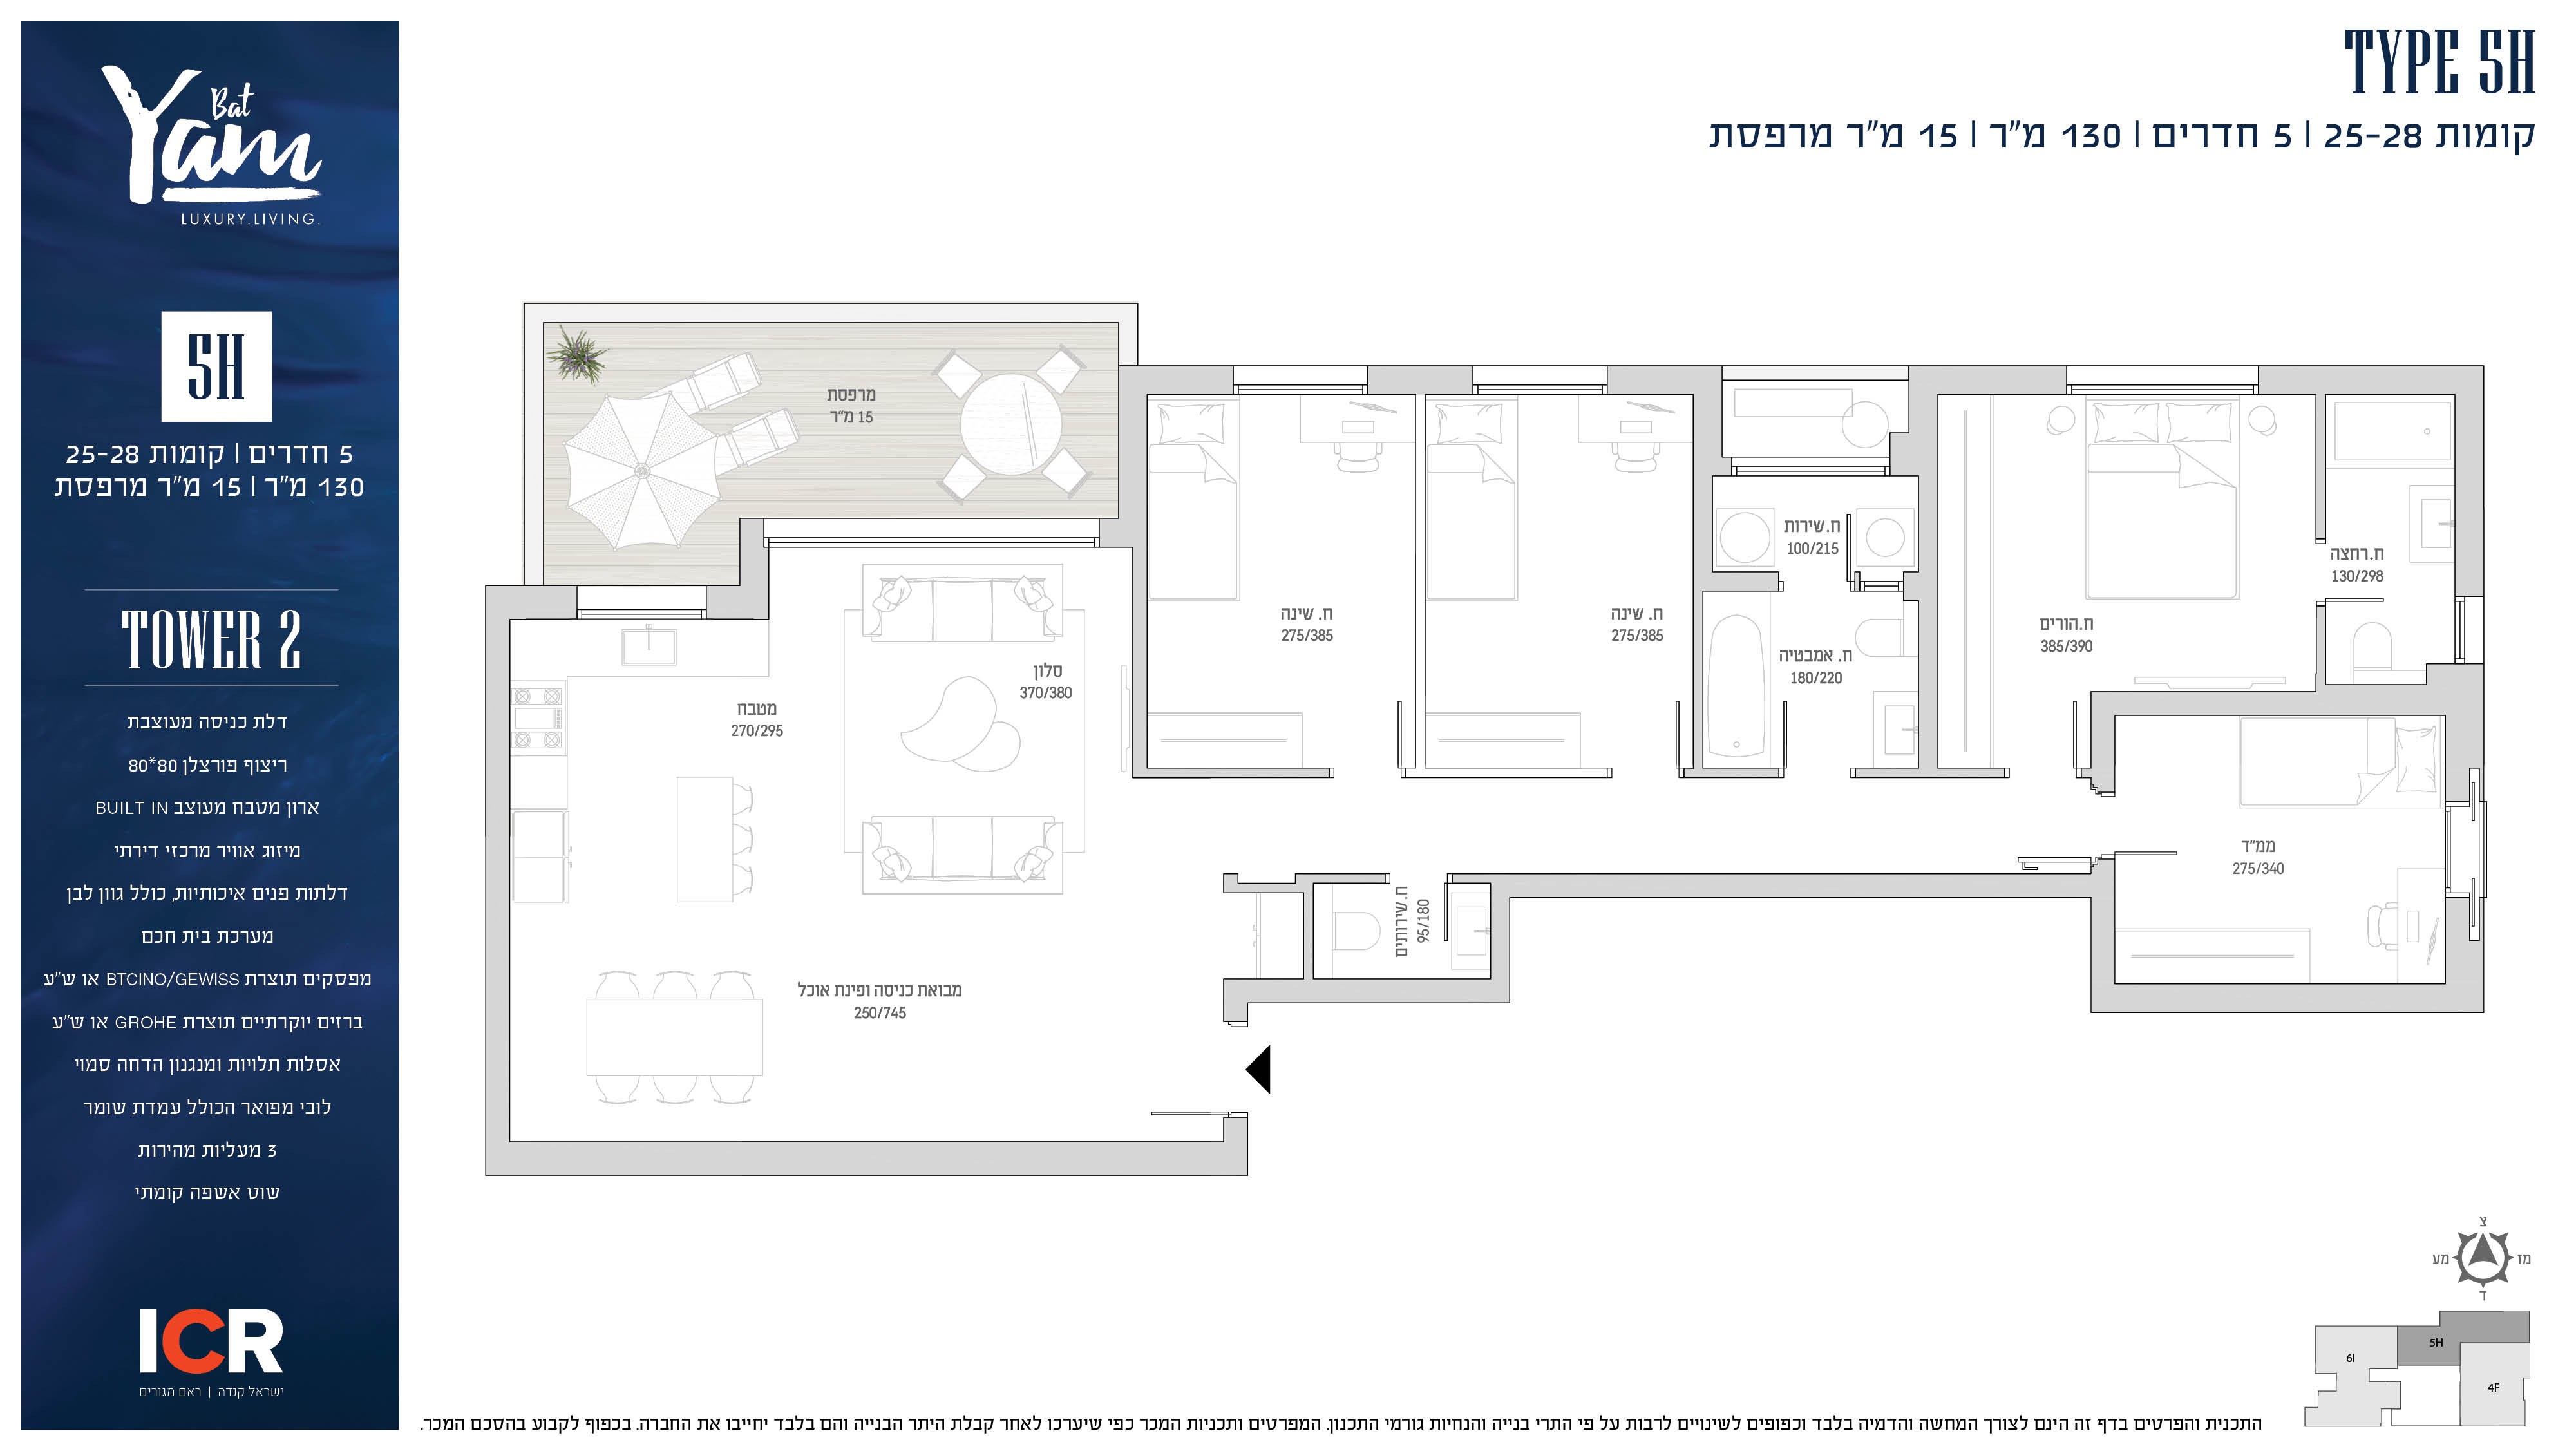 TYPE 5H
קומות 25-28 | 5 חדרים | 130 מ"ר | 15 מ"ר מרפסת
Bat
Yam
LUXURY.LIVING.
5H
5 חדרים | קומות 25-28
130 מ"ר | 15 מ"ר מרפסת
TOWER 2
דלת כניסה מעוצבת
ריצוף פורצלן 80*80
ארון מטבח מעוצב BUILT IN
מיזוג אוויר מרכזי דירתי
דלתות פנים איכותיות, כולל גוון לבן
מערכת בית חכם
מפסקים תוצרת BTCINO/GEWISS או ש"ע
ברזים יוקרתיים תוצרת GROHE או ש"ע
אסלות תלויות ומנגנון הדחה סמוי
לובי מפואר הכולל עמדת שומר
3 מעליות מהירות
שוט אשפה קומתי
ICR
ישראל קנדה | ראם מגורים
מרפסת
15 מ"ר
סלון
370/380
מטבח
270/295
מבואת כניסה ופינת אוכל
250/745
ח. שינה
275/385
ח. שינה
275/385
ח.שירות
100/215
ח. אמבטיה
180/220
ח.הורים
385/390
ח.רחצה
130/298
ממ"ד
275/340
ח.שירותים
95/180
צ
מז
מע
ד
5H
6I
4F
התכנית והפרטים בדף זה הינם לצורך המחשה והדמיה בלבד וכפופים לשינויים לרבות על פי התרי בנייה והנחיות גורמי התכנון. המפרטים ותכניות המכר כפי שיערכו לאחר קבלת היתר הבנייה והם בלבד יחייבו את החברה. בכפוף לקבוע בהסכם המכר.